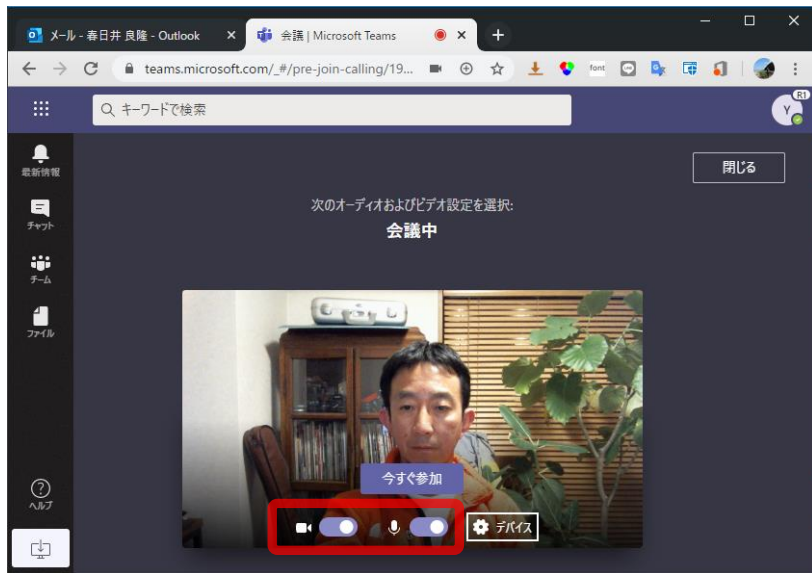 メール - 春日井 良隆 - Outlook
会議 | Microsoft Teams
teams.microsoft.com/_#/pre-join-calling/19...
font
キーワードで検索
Y
R1
最新情報
閉じる
チャット
次のオーディオおよびビデオ設定を選択:
会議中
チーム
ファイル
今すぐ参加
ヘルプ
デバイス